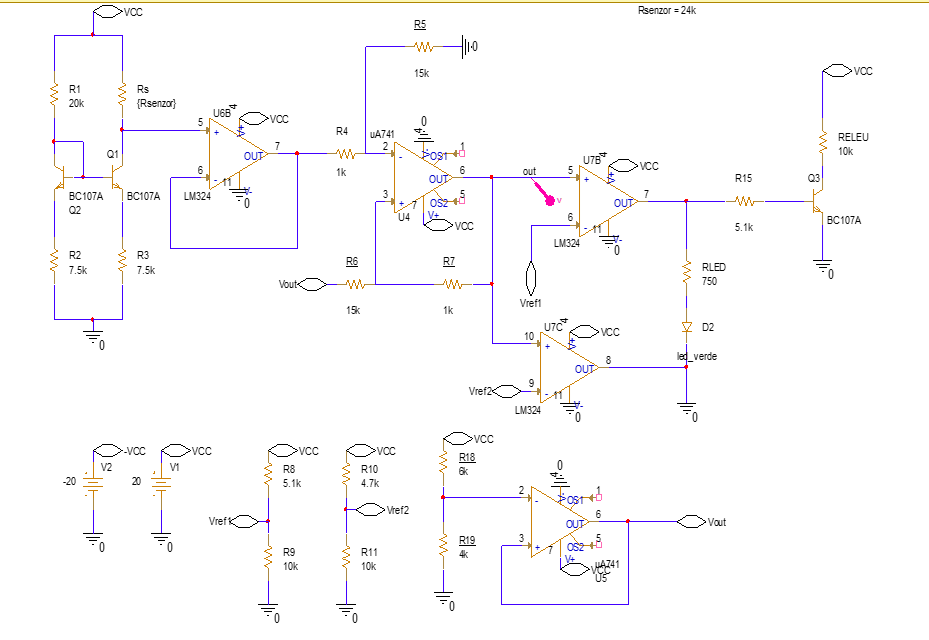 Rsenzor = 24k
VCC
R5
0
15k
R1
20k
Rs
{Rsenzor}
U6B
4
VCC
5
+
V+
OUT
7
6
-
11
V-
0
LM324
R4
1k
uA741
0
4
2
-
V-
OS1
1
OUT
6
3
+
7
OS2
5
V+
U4
VCC
Q1
BC107A
Q2
BC107A
R2
7.5k
R3
7.5k
0
Vout
R6
15k
R7
1k
out
V
U7B
4
VCC
5
+
V+
OUT
7
6
-
11
V-
0
LM324
Vref1
R15
5.1k
VCC
RELEU
10k
Q3
BC107A
0
RLED
750
D2
led_verde
0
U7C
4
VCC
10
+
V+
OUT
8
Vref2
9
-
11
V-
0
LM324
-VCC
V2
-20
0
VCC
V1
20
0
VCC
R8
5.1k
Vref1
R9
10k
0
VCC
R10
4.7k
Vref2
R11
10k
0
VCC
R18
6k
R19
4k
0
0
4
2
-
V-
OS1
1
OUT
6
3
+
7
OS2
5
V+
VCC
uA741
U5
Vout